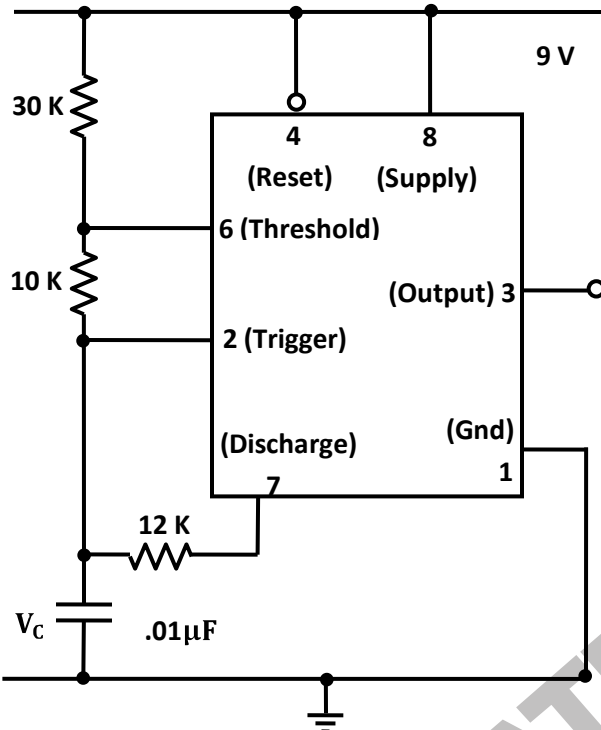 9 V
30 K
4
8
(Reset)
(Supply)
6 (Threshold)
10 K
(Output) 3
2 (Trigger)
(Gnd)
(Discharge)
1
7
12 K
V_C
.01μF